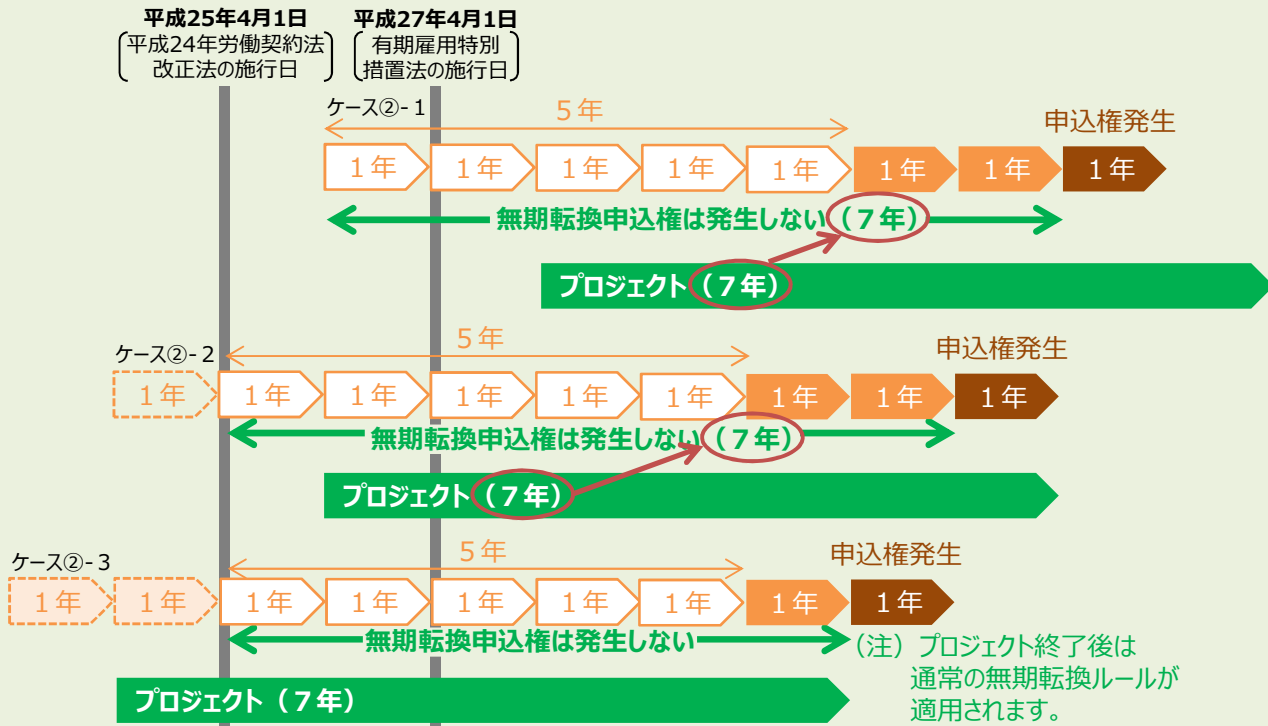 平成25年4月1日
平成24年労働契約法
改正法の施行日
平成27年4月1日
有期雇用特別
措置法の施行日
ケース②-1
5年
申込権発生
1年 1年 1年 1年 1年 1年 1年 1年
無期転換申込権は発生しない(7年)
プロジェクト(7年)
ケース②-2
5年
申込権発生
1年 1年 1年 1年 1年 1年 1年 1年 1年
無期転換申込権は発生しない(7年)
プロジェクト(7年)
ケース②-3
5年
申込権発生
1年 1年 1年 1年 1年 1年 1年 1年 1年
無期転換申込権は発生しない
(注)プロジェクト終了後は
通常の無期転換ルールが
適用されます。
プロジェクト(7年)